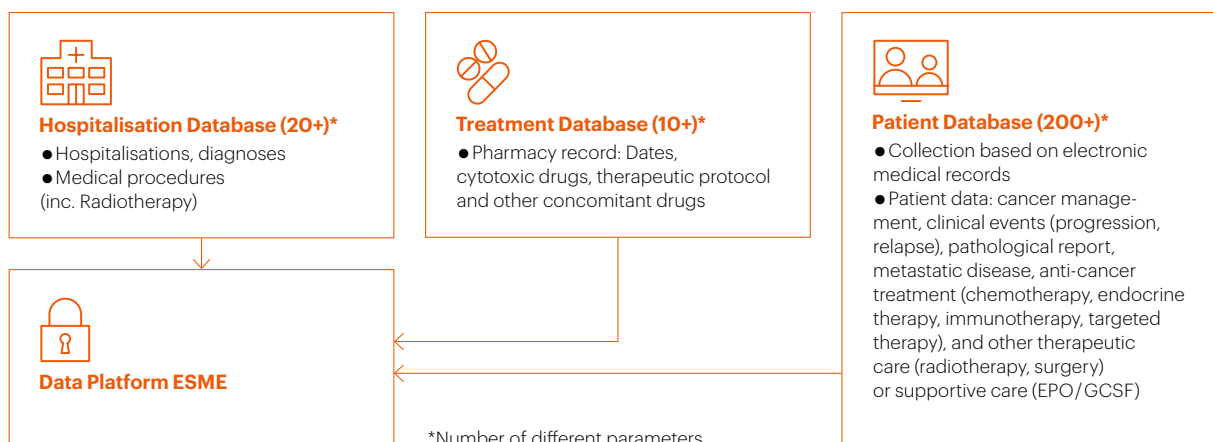 Hospitalisation Database (20+)*
● Hospitalisations, diagnoses
● Medical procedures
(inc. Radiotherapy)
Treatment Database (10+)*
● Pharmacy record: Dates,
cytotoxic drugs, therapeutic protocol
and other concomitant drugs
Patient Database (200+)*
● Collection based on electronic
medical records
● Patient data: cancer manage-
ment, clinical events (progression,
relapse), pathological report,
metastatic disease, anti-cancer
treatment (chemotherapy, endocrine
therapy, immunotherapy, targeted
therapy), and other therapeutic
care (radiotherapy, surgery)
or supportive care (EPO/GCSF)
Data Platform ESME
*Number of different parameters